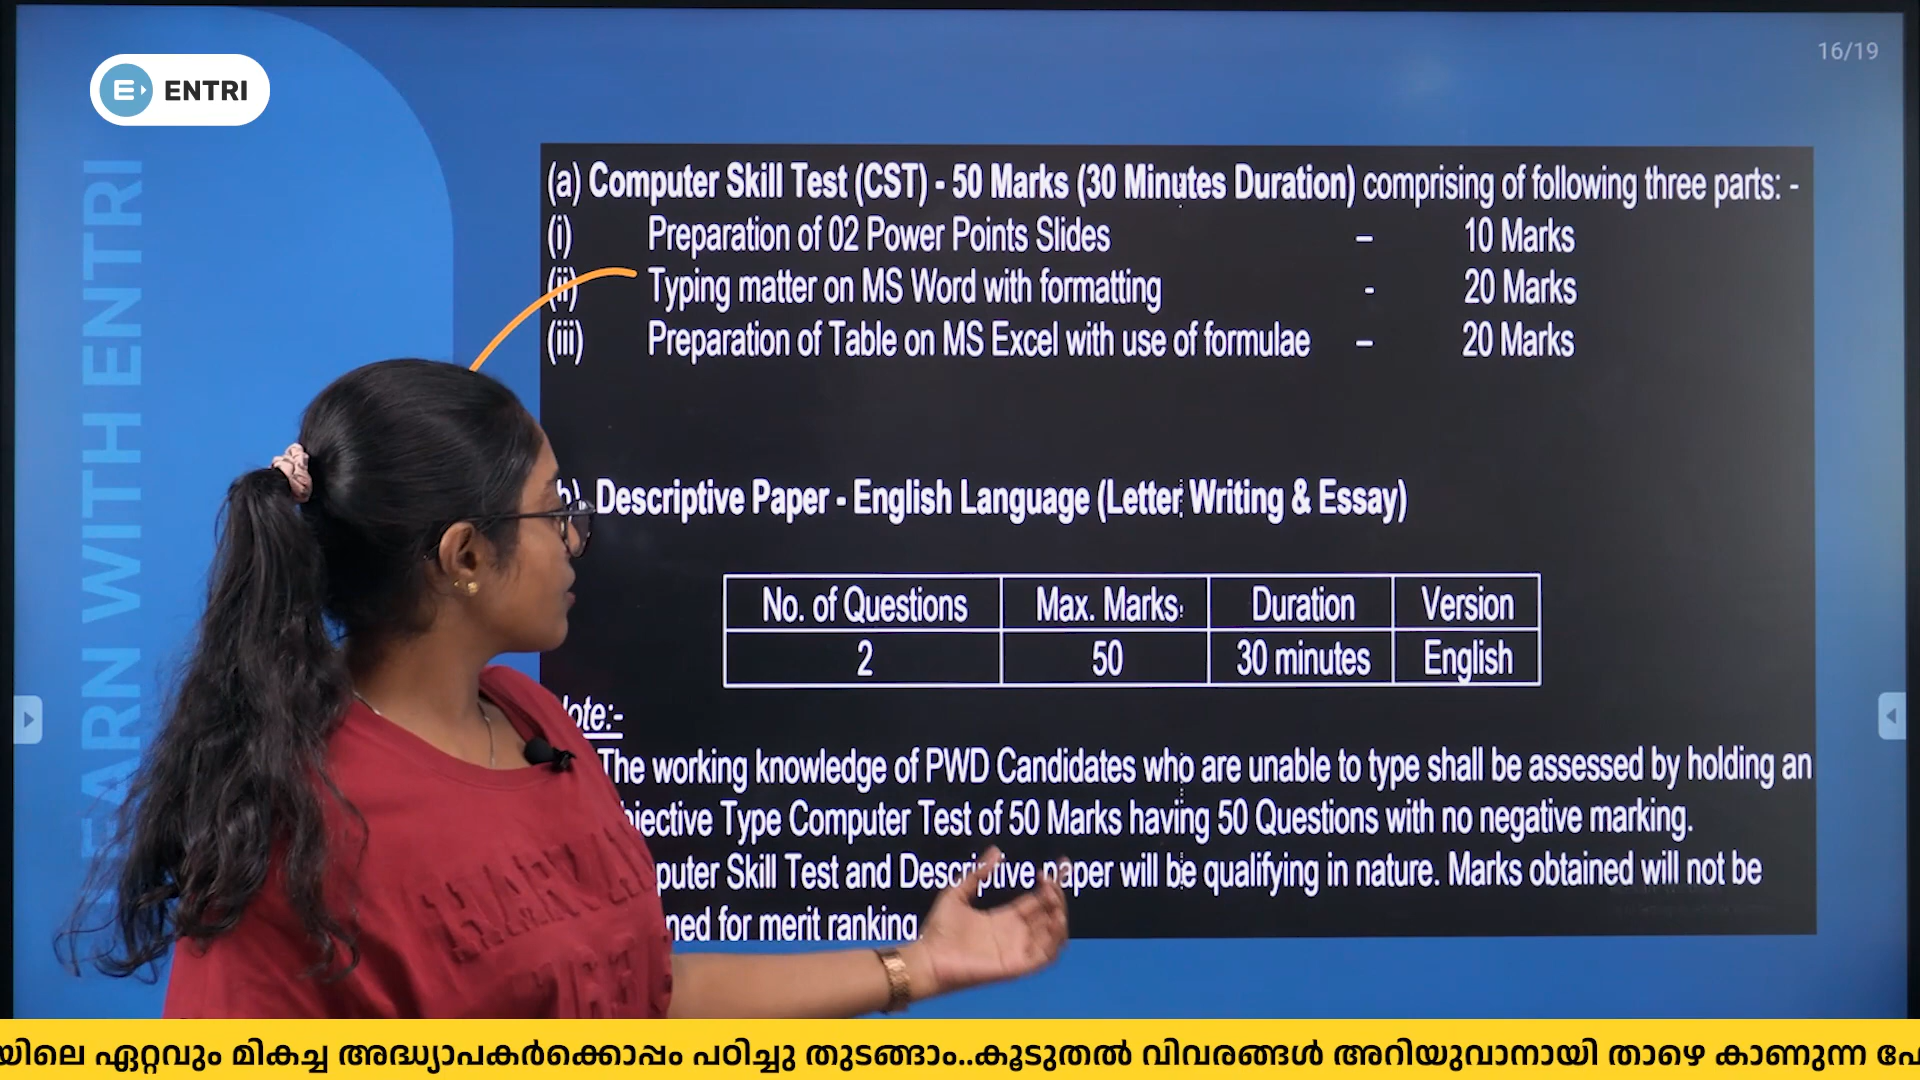 ENTRI
16/19
LEARN WITH ENTRI
(a) Computer Skill Test (CST) - 50 Marks (30 Minutes Duration) comprising of following three parts: -
(i) Preparation of 02 Power Points Slides – 10 Marks
(ii) Typing matter on MS Word with formatting - 20 Marks
(iii) Preparation of Table on MS Excel with use of formulae – 20 Marks
Descriptive Paper - English Language (Letter Writing & Essay)
No. of Questions Max. Marks Duration Version
2 50 30 minutes English
The working knowledge of PWD Candidates who are unable to type shall be assessed by holding an
Type Computer Test of 50 Marks having 50 Questions with no negative marking.
Skill Test and Descriptive paper will be qualifying in nature. Marks obtained will not be
for merit ranking.
ഏറ്റവും മികച്ച അദ്ധ്യാപകർക്കൊപ്പം പഠിച്ചു തുടങ്ങാം..കൂടുതൽ വിവരങ്ങൾ അറിയുവാനായി താഴെ കാണുന്ന